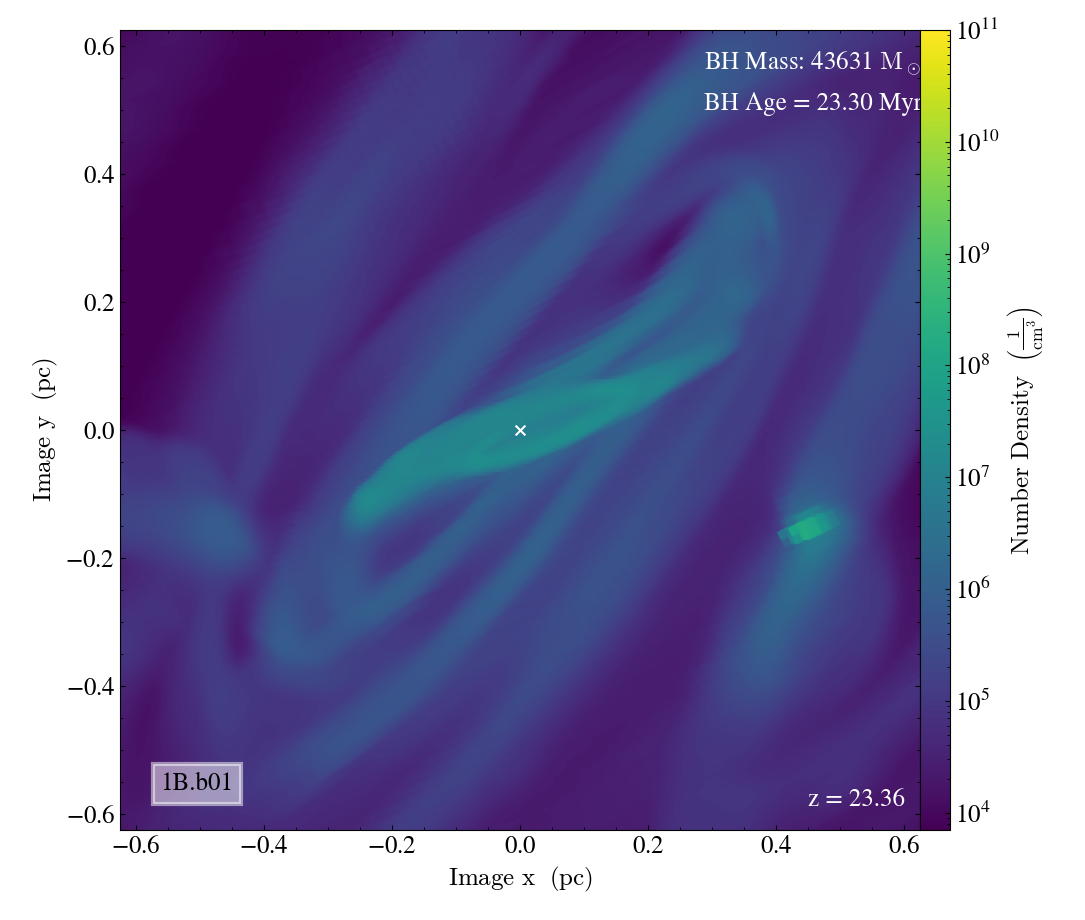 BH Mass: 43631 M⊙
BH Age = 23.30 Myr
1B.b01
z = 23.36
0.6
0.4
0.2
0.0
−0.2
−0.4
−0.6
Image y (pc)
−0.6 −0.4 −0.2 0.0 0.2 0.4 0.6
Image x (pc)
10¹¹
10¹⁰
10⁹
10⁸
10⁷
10⁶
10⁵
10⁴
Number Density (1/cm³)